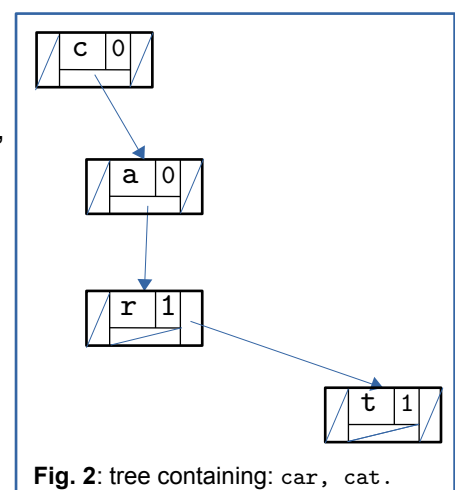 c 0
,
a 0
r 1
t 1
Fig. 2: tree containing: car, cat.